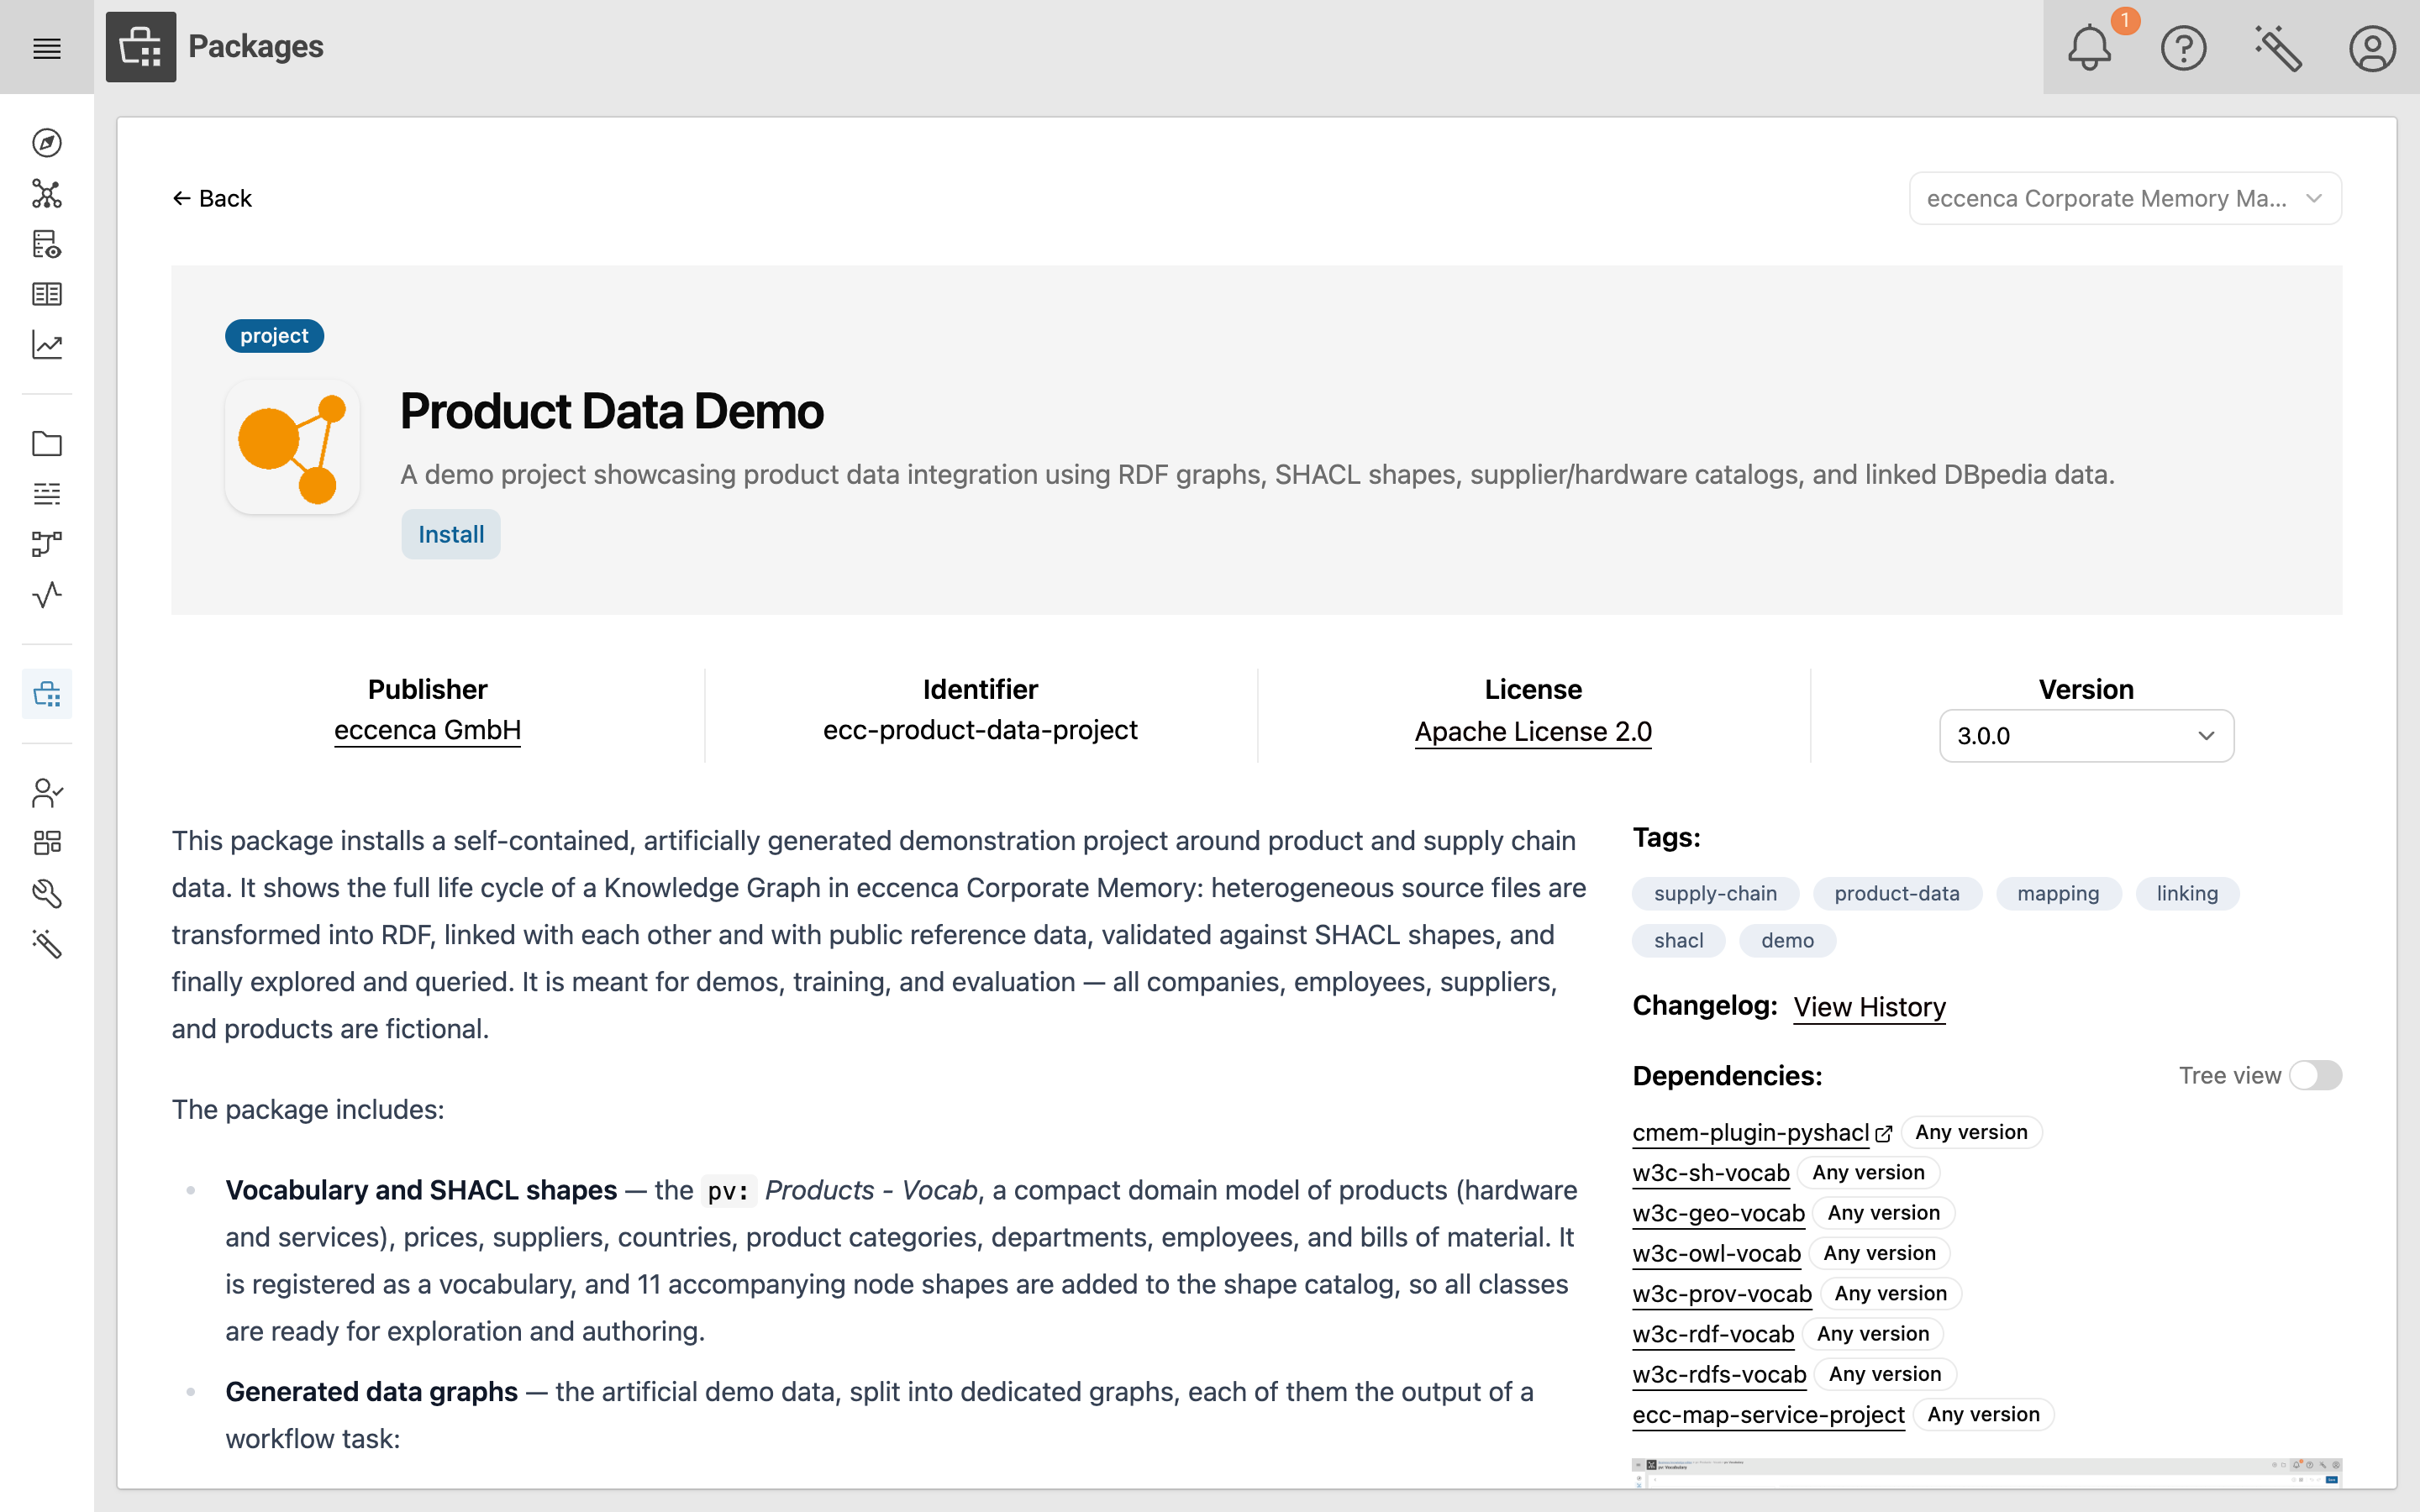 Packages
1
← Back
eccenca Corporate Memory Ma...
project
Product Data Demo
A demo project showcasing product data integration using RDF graphs, SHACL shapes, supplier/hardware catalogs, and linked DBpedia data.
Install
Publisher
eccenca GmbH
Identifier
ecc-product-data-project
License
Apache License 2.0
Version
3.0.0
This package installs a self-contained, artificially generated demonstration project around product and supply chain
data. It shows the full life cycle of a Knowledge Graph in eccenca Corporate Memory: heterogeneous source files are
transformed into RDF, linked with each other and with public reference data, validated against SHACL shapes, and
finally explored and queried. It is meant for demos, training, and evaluation — all companies, employees, suppliers,
and products are fictional.
The package includes:
Vocabulary and SHACL shapes — the pv: Products - Vocab, a compact domain model of products (hardware
and services), prices, suppliers, countries, product categories, departments, employees, and bills of material. It
is registered as a vocabulary, and 11 accompanying node shapes are added to the shape catalog, so all classes
are ready for exploration and authoring.
Generated data graphs — the artificial demo data, split into dedicated graphs, each of them the output of a
workflow task:
Tags:
supply-chain product-data mapping linking
shacl demo
Changelog: View History
Dependencies: Tree view
cmem-plugin-pyshacl Any version
w3c-sh-vocab Any version
w3c-geo-vocab Any version
w3c-owl-vocab Any version
w3c-prov-vocab Any version
w3c-rdf-vocab Any version
w3c-rdfs-vocab Any version
ecc-map-service-project Any version